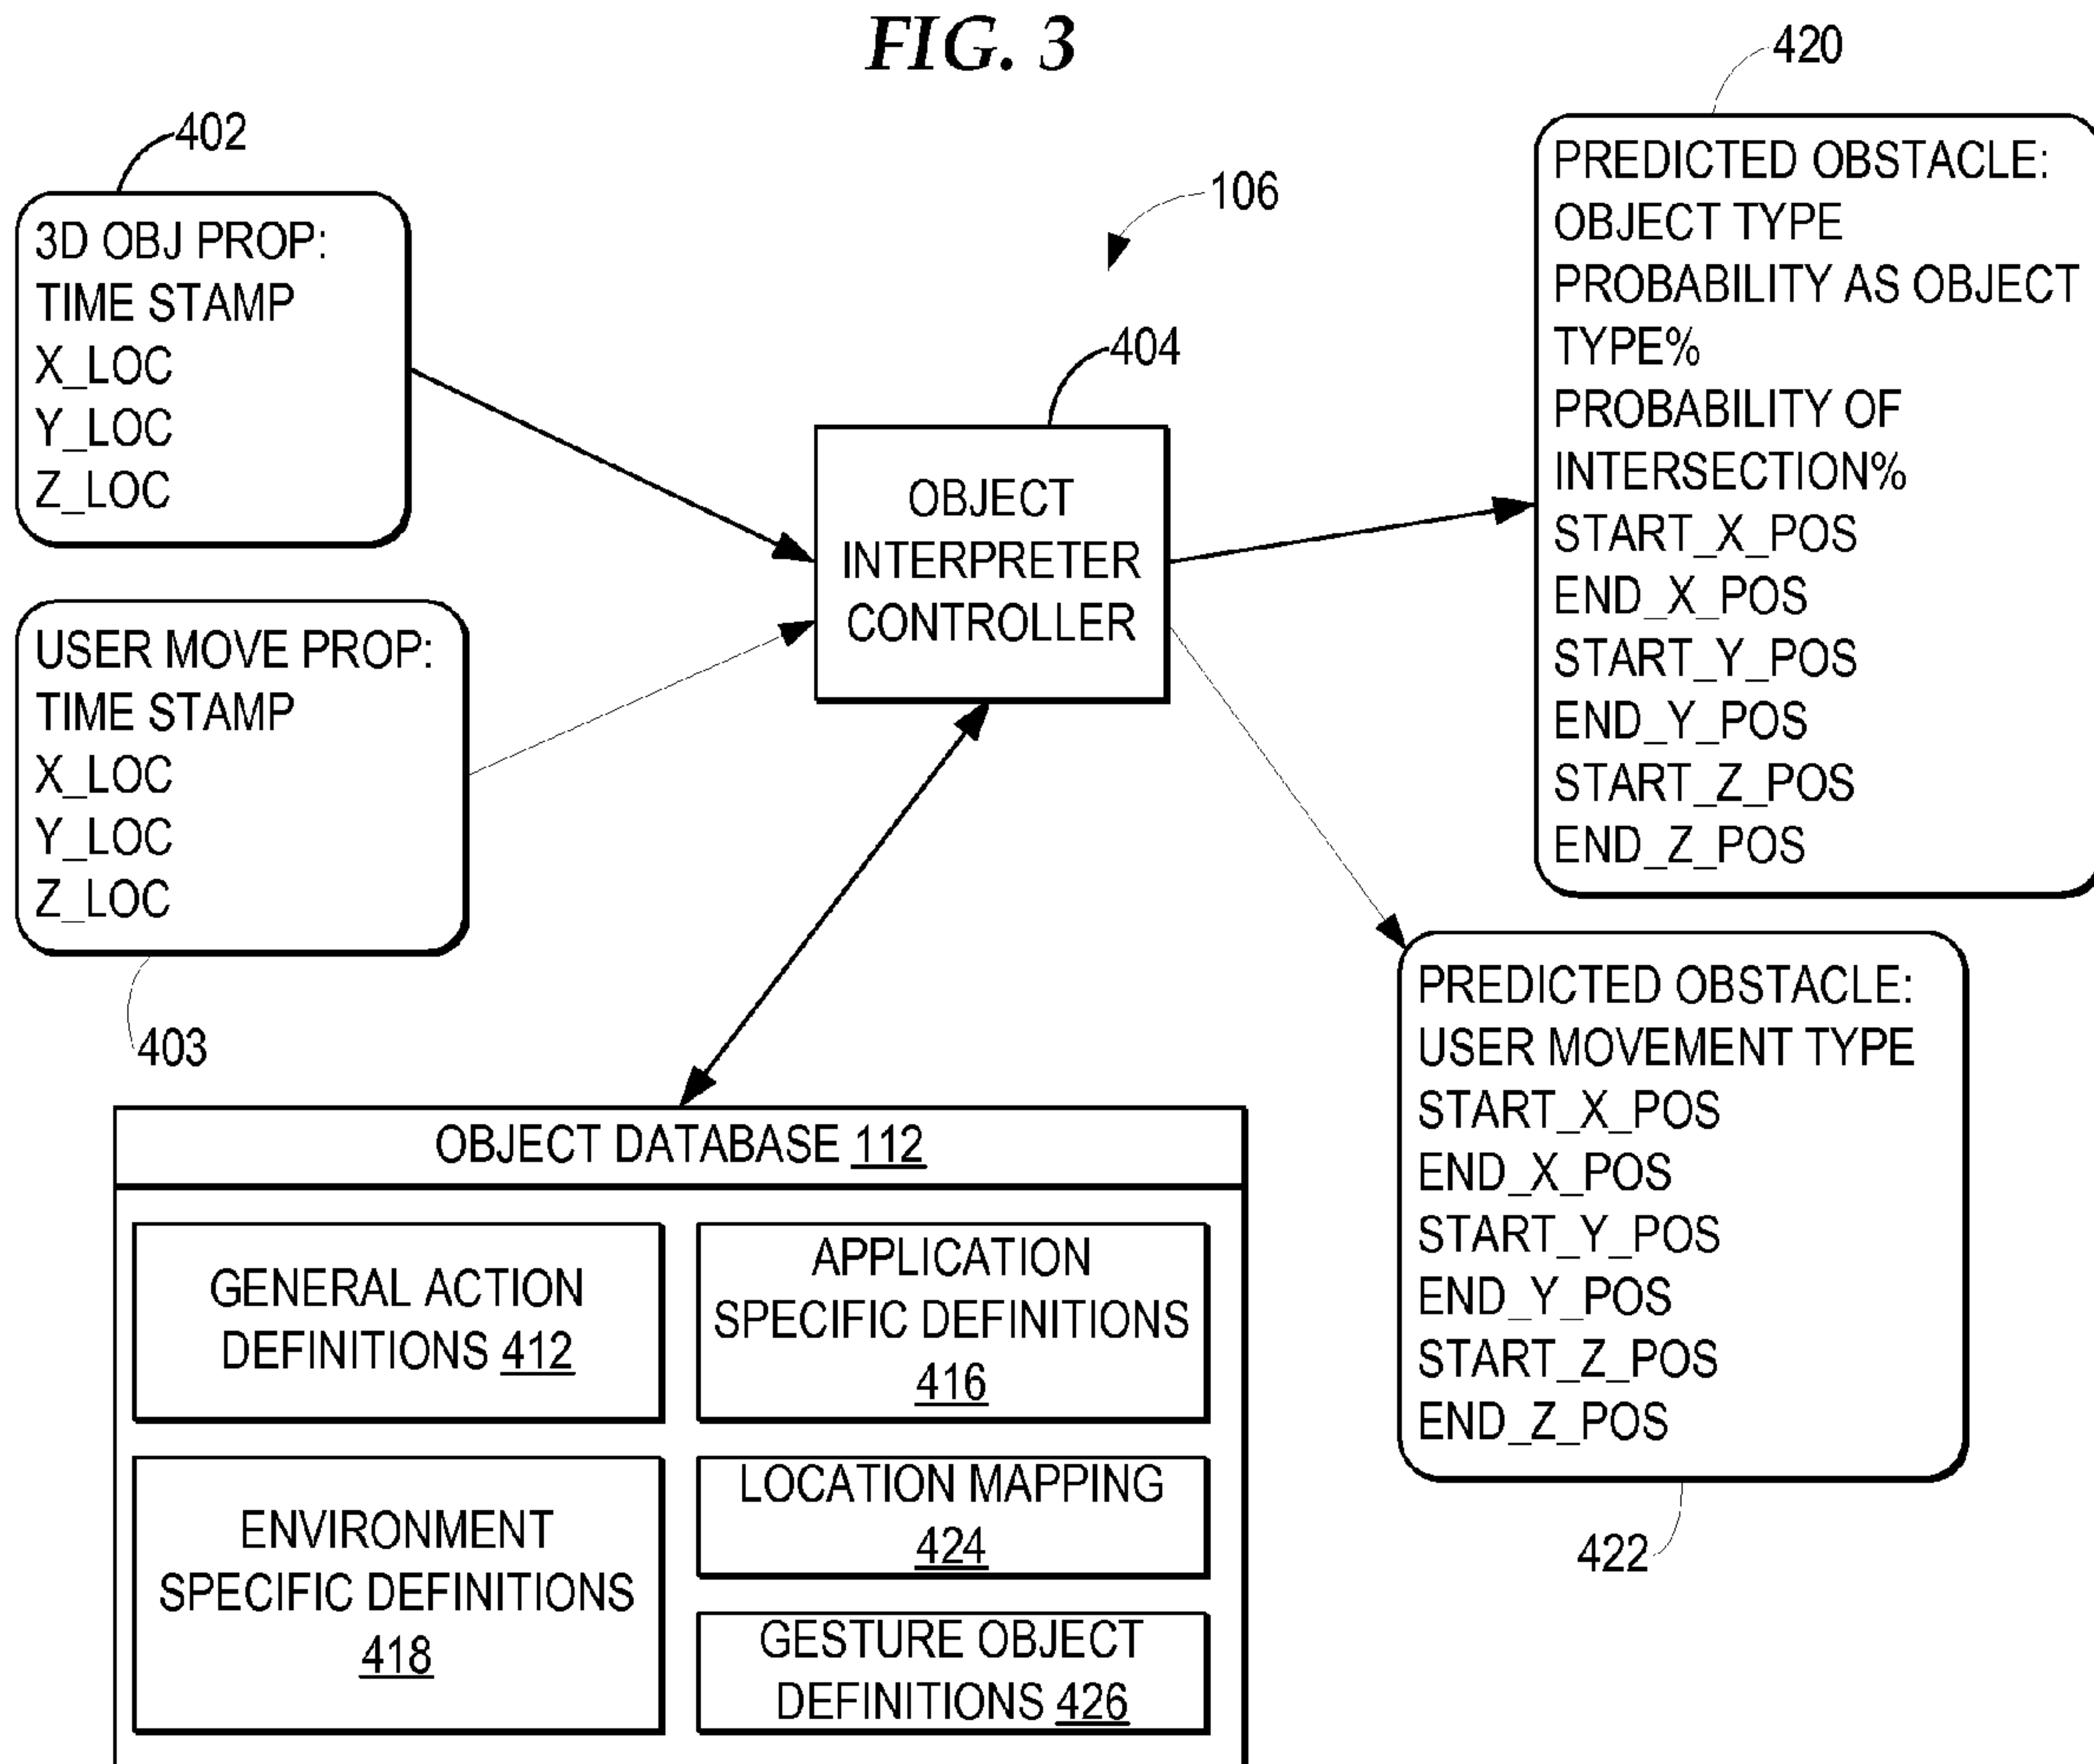 FIG. 3
402
3D OBJ PROP:
TIME STAMP
X_LOC
Y_LOC
Z_LOC
USER MOVE PROP:
TIME STAMP
X_LOC
Y_LOC
Z_LOC
403
106
404
OBJECT
INTERPRETER
CONTROLLER
420
PREDICTED OBSTACLE:
OBJECT TYPE
PROBABILITY AS OBJECT
TYPE%
PROBABILITY OF
INTERSECTION%
START_X_POS
END_X_POS
START_Y_POS
END_Y_POS
START_Z_POS
END_Z_POS
PREDICTED OBSTACLE:
USER MOVEMENT TYPE
START_X_POS
END_X_POS
START_Y_POS
END_Y_POS
START_Z_POS
END_Z_POS
422
OBJECT DATABASE 112
GENERAL ACTION
DEFINITIONS 412
APPLICATION
SPECIFIC DEFINITIONS
416
ENVIRONMENT
SPECIFIC DEFINITIONS
418
LOCATION MAPPING
424
GESTURE OBJECT
DEFINITIONS 426